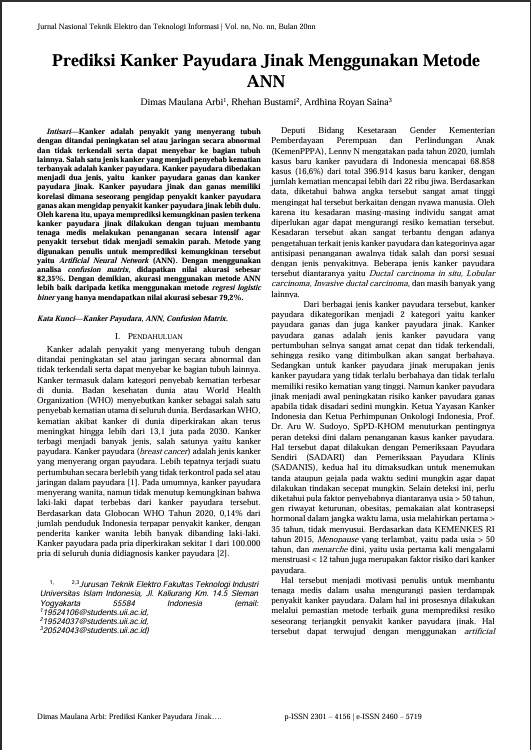 Jurnal Nasional Teknik Elektro dan Teknologi Informasi | Vol. nn, No. nn, Bulan 20nn
Prediksi Kanker Payudara Jinak Menggunakan Metode
ANN
Dimas Maulana Arbi¹, Rhehan Bustami², Ardhina Royan Saina³
Intisari—Kanker adalah penyakit yang menyerang tubuh
dengan ditandai peningkatan sel atau jaringan secara abnormal
dan tidak terkendali serta dapat menyebar ke bagian tubuh
lainnya. Salah satu jenis kanker yang menjadi penyebab kematian
terbanyak adalah kanker payudara. Kanker payudara dibedakan
menjadi dua jenis, yaitu kanker payudara ganas dan kanker
payudara jinak. Kanker payudara jinak dan ganas memiliki
korelasi dimana seseorang pengidap penyakit kanker payudara
ganas akan mengidap penyakit kanker payudara jinak lebih dulu.
Oleh karena itu, upaya memprediksi kemungkinan pasien terkena
kanker payudara jinak dilakukan dengan tujuan membantu
tenaga medis melakukan penanganan secara intensif agar
penyakit tersebut tidak menjadi semakin parah. Metode yang
digunakan penulis untuk memprediksi kemungkinan tersebut
yaitu Artificial Neural Network (ANN). Dengan menggunakan
analisa confusion matrix, didapatkan nilai akurasi sebesar
82,35%. Dengan demikian, akurasi menggunakan metode ANN
lebih baik daripada ketika menggunakan metode regresi logistic
biner yang hanya mendapatkan nilai akurasi sebesar 79,2%.
Kata Kunci—Kanker Payudara, ANN, Confusion Matrix.
I. PENDAHULUAN
Kanker adalah penyakit yang menyerang tubuh dengan
ditandai peningkatan sel atau jaringan secara abnormal dan
tidak terkendali serta dapat menyebar ke bagian tubuh lainnya.
Kanker termasuk dalam kategori penyebab kematian terbesar
di dunia. Badan kesehatan dunia atau World Health
Organization (WHO) menyebutkan kanker sebagai salah satu
penyebab kematian utama di seluruh dunia. Berdasarkan WHO,
kematian akibat kanker di dunia diperkirakan akan terus
meningkat hingga lebih dari 13,1 juta pada 2030. Kanker
terbagi menjadi banyak jenis, salah satunya yaitu kanker
payudara. Kanker payudara (breast cancer) adalah jenis kanker
yang menyerang organ payudara. Lebih tepatnya terjadi suatu
pertumbuhan secara berlebih yang tidak terkontrol pada sel atau
jaringan dalam payudara [1]. Pada umumnya, kanker payudara
menyerang wanita, namun tidak menutup kemungkinan bahwa
laki-laki dapat terhebas dari kanker payudara tersebut.
Berdasarkan data Globocan WHO Tahun 2020, 0,14% dari
jumlah penduduk Indonesia terpapar penyakit kanker, dengan
penderita kanker wanita lebih banyak dibanding laki-laki.
Kanker payudara pada pria diperkirakan sekitar 1 dari 100.000
pria di seluruh dunia didiagnosis kanker payudara [2].
1, 2,3Jurusan Teknik Elektro Fakultas Teknologi Industri
Universitas Islam Indonesia, Jl. Kaliurang Km. 14.5 Sleman
Yogyakarta 55584 Indonesia (email:
¹19524106@students.uii.ac.id,
²19524037@students.uii.ac.id,
³20524043@students.uii.ac.id)
Deputi Bidang Kesetaraan Gender Kementerian
Pemberdayaan Perempuan dan Perlindungan Anak
(KemenPPPA), Lenny N mengatakan pada tahun 2020, jumlah
kasus baru kanker payudara di Indonesia mencapai 68.858
kasus (16,6%) dari total 396.914 kasus baru kanker, dengan
jumlah kematian mencapai lebih dari 22 ribu jiwa. Berdasarkan
data, diketahui bahwa angka tersebut sangat amat tinggi
mengingat hal tersebut berkaitan dengan nyawa manusia. Oleh
karena itu kesadaran masing-masing individu sangat amat
diperlukan agar dapat mengurangi resiko kematian tersebut.
Kesadaran tersebut akan sangat terbantu dengan adanya
pengetahuan terkait jenis kanker payudara dan kategorinya agar
antisipasi penanganan awalnya tidak salah dan porsi sesuai
dengan jenis penyakitnya. Beberapa jenis kanker payudara
tersebut diantaranya yaitu Ductal carcinoma in situ, Lobular
carcinoma, Invasive ductal carcinoma, dan masih banyak yang
lainnya.
Dari berbagai jenis kanker payudara tersebut, kanker
payudara dikategorikan menjadi 2 kategori yaitu kanker
payudara ganas dan juga kanker payudara jinak. Kanker
payudara ganas adalah jenis kanker payudara yang
pertumbuhan selnya sangat amat cepat dan tidak terkendali,
sehingga resiko yang ditimbulkan akan sangat berbahaya.
Sedangkan untuk kanker payudara jinak merupakan jenis
kanker payudara yang tidak terlalu berbahaya dan tidak terlalu
memiliki resiko kematian yang tinggi. Namun kanker payudara
jinak menjadi awal peningkatan risiko kanker payudara ganas
apabila tidak disadari sedini mungkin. Ketua Yayasan Kanker
Indonesia dan Ketua Perhimpunan Onkologi Indonesia, Prof.
Dr. Aru W. Sudoyo, SpPD-KHOM menuturkan pentingnya
peran deteksi dini dalam penanganan kasus kanker payudara.
Hal tersebut dapat dilakukan dengan Pemeriksaan Payudara
Sendiri (SADARI) dan Pemeriksaan Payudara Klinis
(SADANIS), kedua hal itu dimaksudkan untuk menemukan
tanda ataupun gejala pada waktu sedini mungkin agar dapat
dilakukan tindakan secepat mungkin. Selain deteksi ini, perlu
diketahui pula faktor penyebabnya diantaranya usia > 50 tahun,
gen riwayat keturunan, obesitas, pemakaian alat kontrasepsi
hormonal dalam jangka waktu lama, usia melahirkan pertama >
35 tahun, tidak menyusui. Berdasarkan data KEMENKES RI
tahun 2015, Menopause yang terlambat, yaitu pada usia > 50
tahun, dan menarche dini, yaitu usia pertama kali mengalami
menstruasi < 12 tahun juga merupakan faktor risiko dari kanker
payudara.
Hal tersebut menjadi motivasi penulis untuk membantu
tenaga medis dalam usaha mengurangi pasien terdampak
penyakit kanker payudara. Dalam hal ini prosesnya dilakukan
melalui pemastian metode terbaik guna memprediksi resiko
seseorang terjangkit penyakit kanker payudara jinak. Hal
tersebut dapat terwujud dengan menggunakan artificial
Dimas Maulana Arbi: Prediksi Kanker Payudara Jinak….
p-ISSN 2301 – 4156 | e-ISSN 2460 – 5719